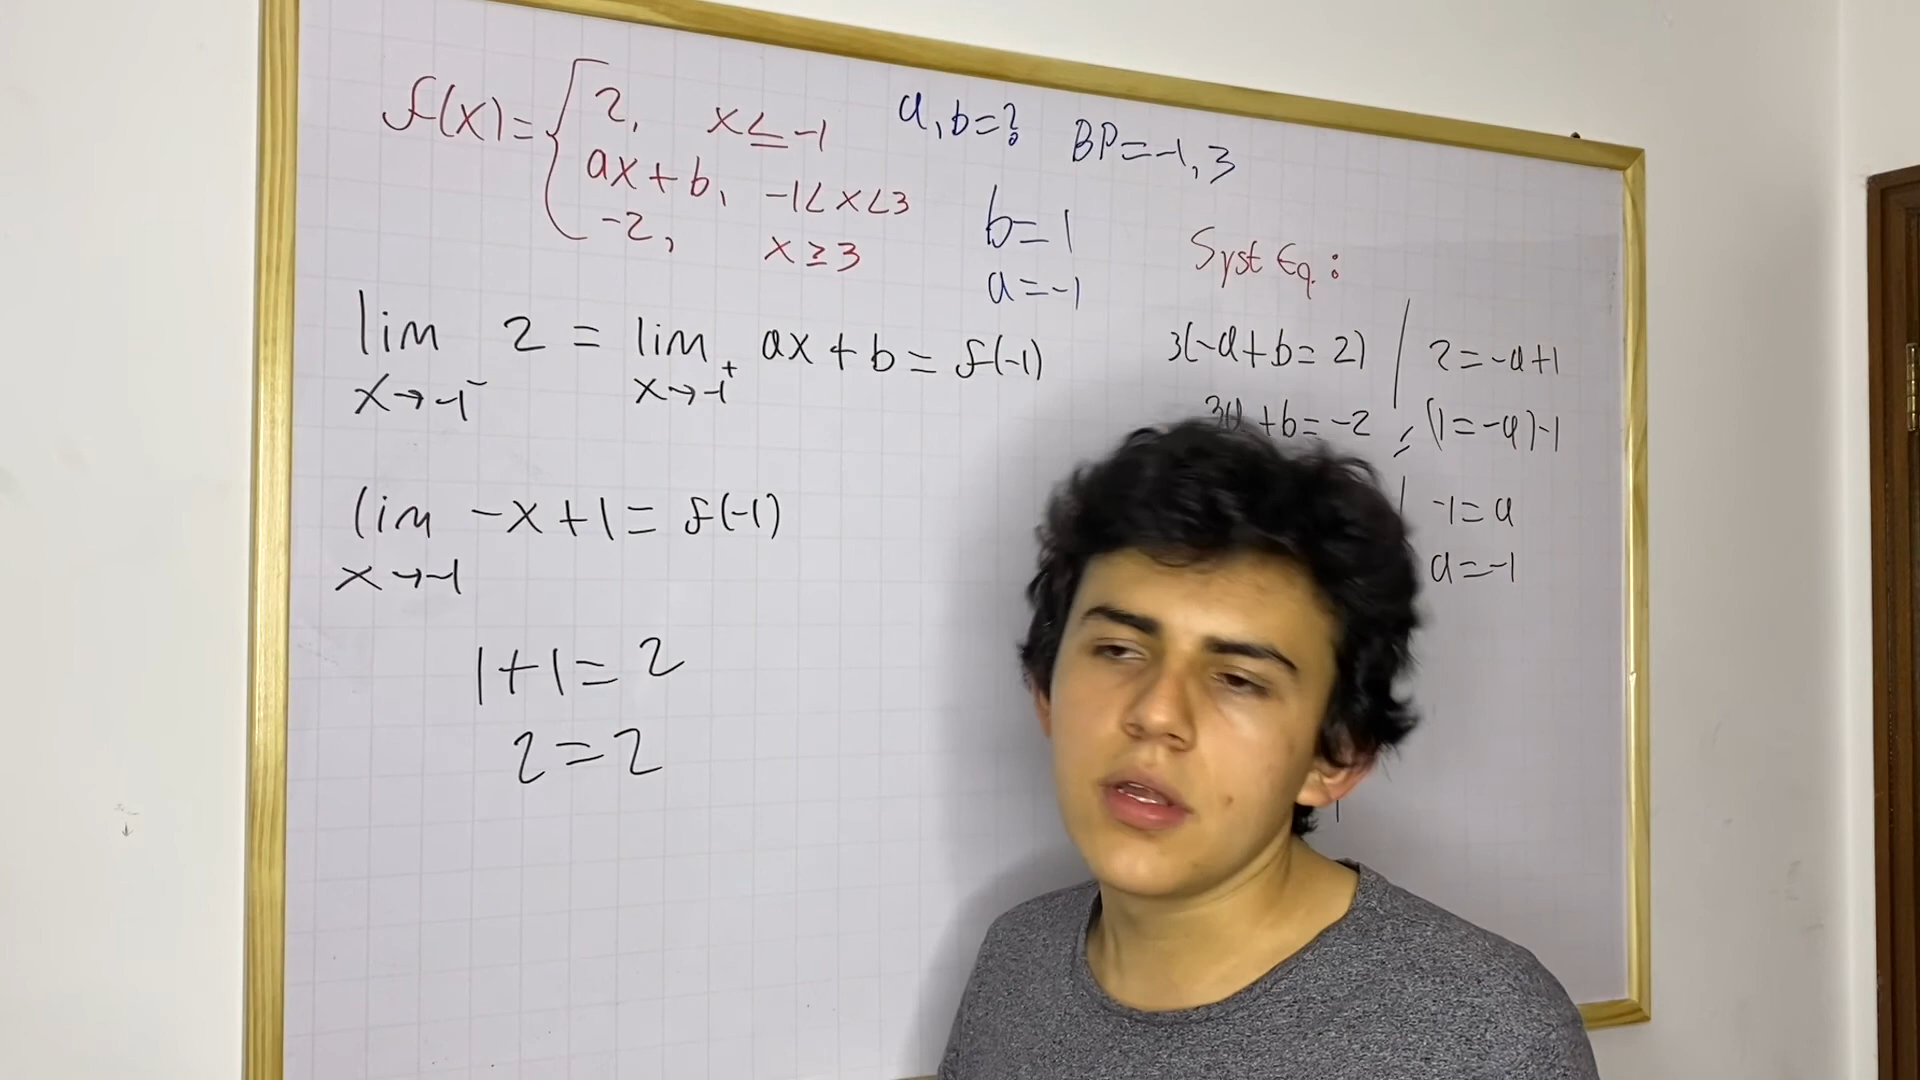 f(x)= { 2, x≤-1
ax+b, -1<x<3
-2, x≥3
a,b=?
BP=-1,3
b=1
a=-1
lim 2 = lim ax+b = f(-1)
x→-1⁻ x→-1⁺
lim -x+1 = f(-1)
x→-1
1+1=2
2=2
Syst Eq.:
3(-a+b=2)
3a+b=-2
2=-a+1
(1=-a)-1
-1=a
a=-1